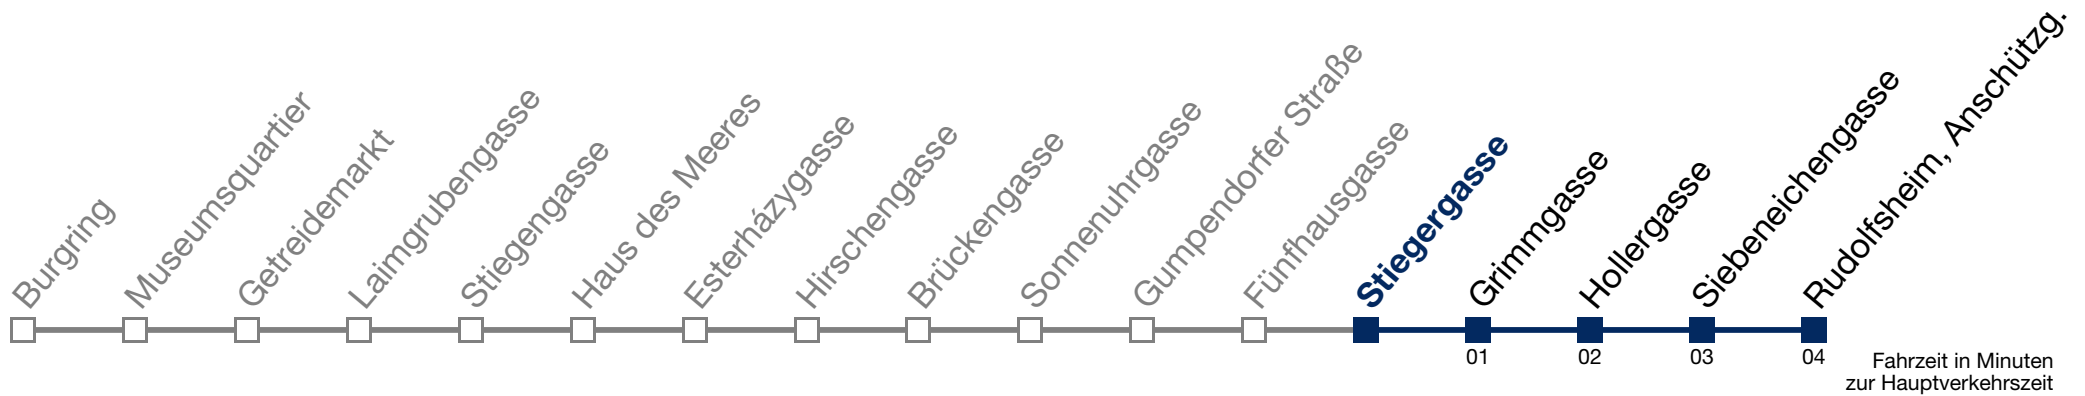 Burgring
Museumsquartier
Getreidemarkt
Laimgrubengasse
Stiegengasse
Haus des Meeres
Esterházygasse
Hirschengasse
Brückengasse
Sonnenuhrgasse
Gumpendorfer Straße
Fünfhausgasse
Stiegergasse
Grimmgasse
Hollergasse
Siebeneichengasse
Rudolfsheim, Anschützg.
01
02
03
04
Fahrzeit in Minuten
zur Hauptverkehrszeit